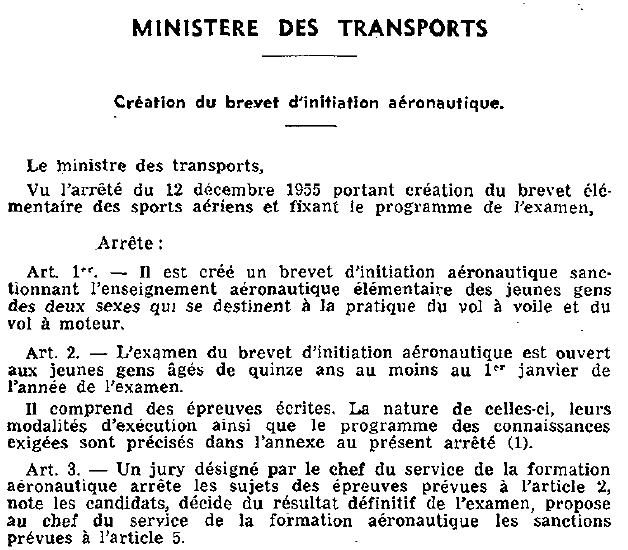 MINISTERE DES TRANSPORTS
Création du brevet d'initiation aéronautique.
Le ministre des transports,
Vu l'arrêté du 12 décembre 1955 portant création du brevet élé-
mentaire des sports aériens et fixant le programme de l'examen,
Arrête :
Art. 1er. — Il est créé un brevet d'initiation aéronautique sanc-
tionnant l'enseignement aéronautique élémentaire des jeunes gens
des deux sexes qui se destinent à la pratique du vol à voile et du
vol à moteur.
Art. 2. — L'examen du brevet d'initiation aéronautique est ouvert
aux jeunes gens âgés de quinze ans au moins au 1er janvier de
l'année de l'examen.
Il comprend des épreuves écrites. La nature de celles-ci, leurs
modalités d'exécution ainsi que le programme des connaissances
exigées sont précisés dans l'annexe au présent arrêté (1).
Art. 3. — Un jury désigné par le chef du service de la formation
aéronautique arrête les sujets des épreuves prévues à l'article 2,
note les candidats, décide du résultat définitif de l'examen, propose
au chef du service de la formation aéronautique les sanctions
prévues à l'article 5.